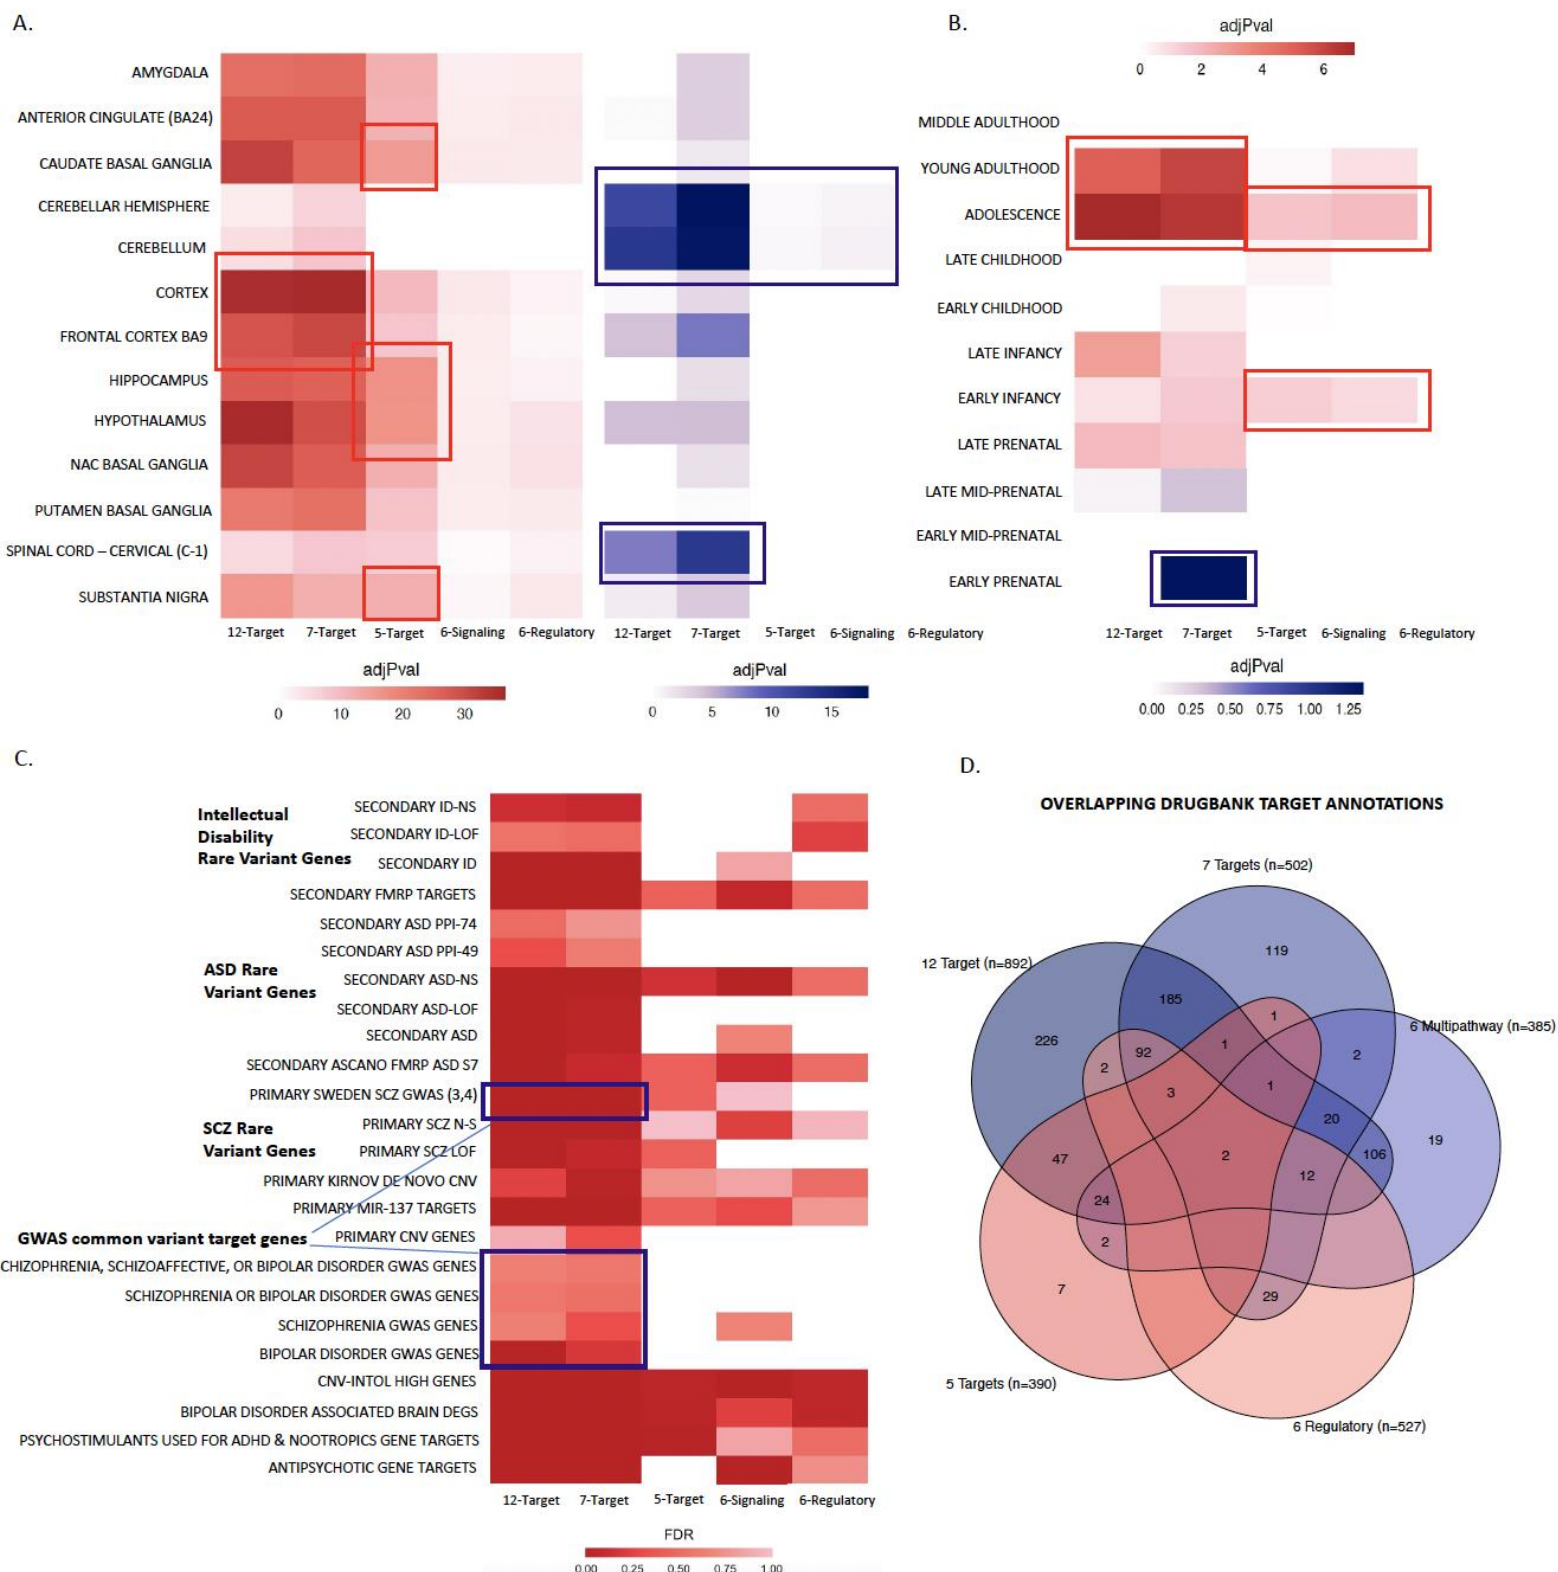 A.
AMYGDALA
ANTERIOR CINGULATE (BA24)
CAUDATE BASAL GANGLIA
CEREBELLAR HEMISPHERE
CEREBELLUM
CORTEX
FRONTAL CORTEX BA9
HIPPOCAMPUS
HYPOTHALAMUS
NAC BASAL GANGLIA
PUTAMEN BASAL GANGLIA
SPINAL CORD – CERVICAL (C-1)
SUBSTANTIA NIGRA
12-Target 7-Target 5-Target 6-Signaling 6-Regulatory 12-Target 7-Target 5-Target 6-Signaling 6-Regulatory
adjPval
0 10 20 30
adjPval
0 5 10 15
B.
adjPval
0 2 4 6
MIDDLE ADULTHOOD
YOUNG ADULTHOOD
ADOLESCENCE
LATE CHILDHOOD
EARLY CHILDHOOD
LATE INFANCY
EARLY INFANCY
LATE PRENATAL
LATE MID-PRENATAL
EARLY MID-PRENATAL
EARLY PRENATAL
12-Target 7-Target 5-Target 6-Signaling 6-Regulatory
adjPval
0.00 0.25 0.50 0.75 1.00 1.25
C.
Intellectual
Disability
Rare Variant Genes
ASD Rare
Variant Genes
SCZ Rare
Variant Genes
GWAS common variant target genes
SECONDARY ID-NS
SECONDARY ID-LOF
SECONDARY ID
SECONDARY FMRP TARGETS
SECONDARY ASD PPI-74
SECONDARY ASD PPI-49
SECONDARY ASD-NS
SECONDARY ASD-LOF
SECONDARY ASD
SECONDARY ASCANO FMRP ASD S7
PRIMARY SWEDEN SCZ GWAS (3,4)
PRIMARY SCZ N-S
PRIMARY SCZ LOF
PRIMARY KIRNOV DE NOVO CNV
PRIMARY MIR-137 TARGETS
PRIMARY CNV GENES
CHIZOPHRENIA, SCHIZOAFFECTIVE, OR BIPOLAR DISORDER GWAS GENES
SCHIZOPHRENIA OR BIPOLAR DISORDER GWAS GENES
SCHIZOPHRENIA GWAS GENES
BIPOLAR DISORDER GWAS GENES
CNV-INTOL HIGH GENES
BIPOLAR DISORDER ASSOCIATED BRAIN DEGS
PSYCHOSTIMULANTS USED FOR ADHD & NOOTROPICS GENE TARGETS
ANTIPSYCHOTIC GENE TARGETS
12-Target 7-Target 5-Target 6-Signaling 6-Regulatory
FDR
0.00 0.25 0.50 0.75 1.00
D.
OVERLAPPING DRUGBANK TARGET ANNOTATIONS
7 Targets (n=502)
119
12 Target (n=892)
185
1
6 Multipathway (n=385)
226
92
1
2
2
3
1
20
19
47
2
12
106
24
2
7
29
5 Targets (n=390)
6 Regulatory (n=527)